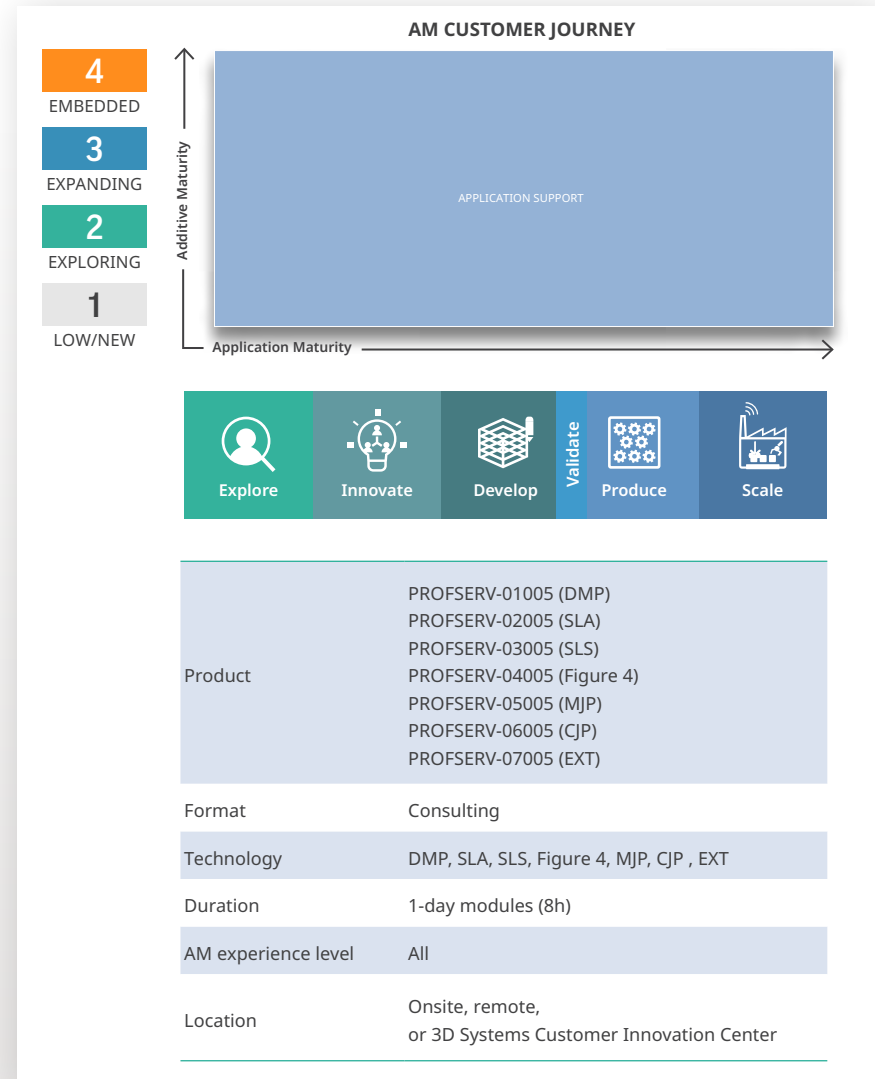 AM CUSTOMER JOURNEY
4
EMBEDDED
3
EXPANDING
2
EXPLORING
1
LOW/NEW
Additive Maturity
APPLICATION SUPPORT
Application Maturity
Explore
Innovate
Develop
Validate
Produce
Scale
Product
PROFSERV-01005 (DMP)
PROFSERV-02005 (SLA)
PROFSERV-03005 (SLS)
PROFSERV-04005 (Figure 4)
PROFSERV-05005 (MJP)
PROFSERV-06005 (CJP)
PROFSERV-07005 (EXT)
Format Consulting
Technology DMP, SLA, SLS, Figure 4, MJP, CJP , EXT
Duration 1-day modules (8h)
AM experience level All
Location
Onsite, remote,
or 3D Systems Customer Innovation Center